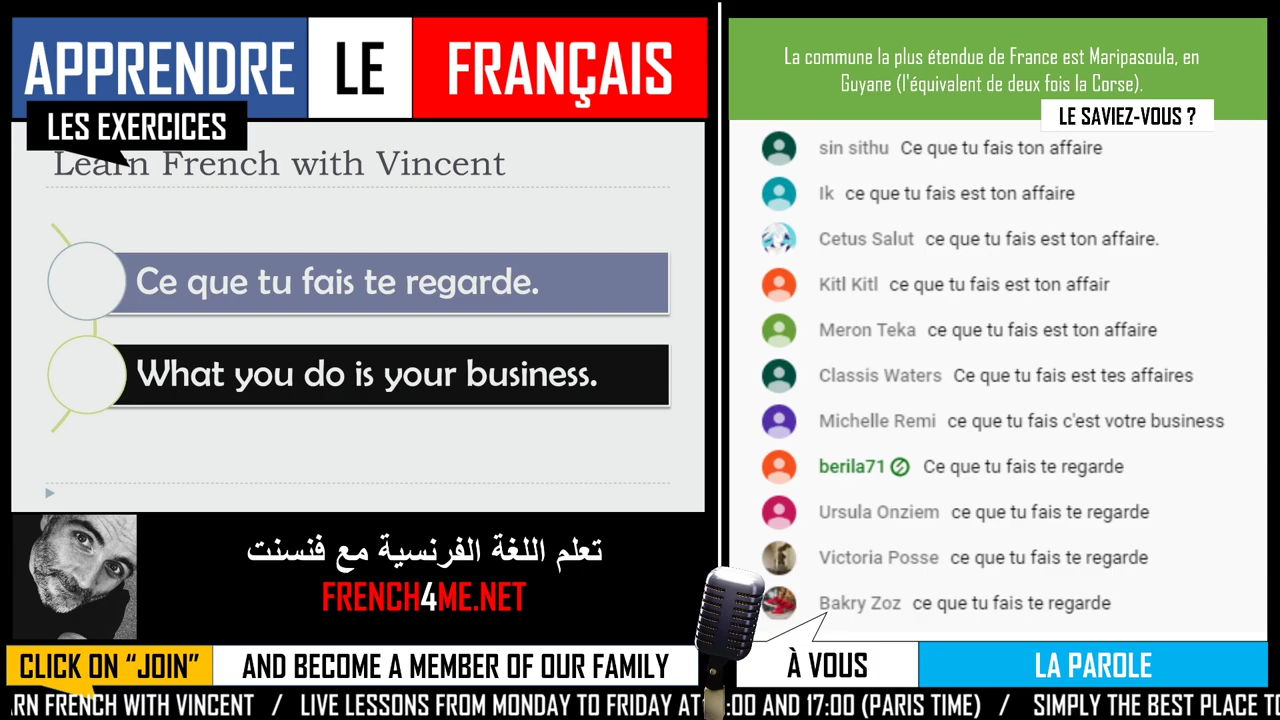 APPRENDRE LE FRANÇAIS
LES EXERCICES
Learn French with Vincent
Ce que tu fais te regarde.
What you do is your business.
تعلم اللغة الفرنسية مع فنسنت
FRENCH4ME.NET
CLICK ON “JOIN” AND BECOME A MEMBER OF OUR FAMILY
La commune la plus étendue de France est Maripasoula, en
Guyane (l'équivalent de deux fois la Corse).
LE SAVIEZ-VOUS ?
sin sithu Ce que tu fais ton affaire
Ik ce que tu fais est ton affaire
Cetus Salut ce que tu fais est ton affaire.
Kitl Kitl ce que tu fais est ton affair
Meron Teka ce que tu fais est ton affaire
Classis Waters Ce que tu fais est tes affaires
Michelle Remi ce que tu fais c'est votre business
berila71 Ce que tu fais te regarde
Ursula Onziem ce que tu fais te regarde
Victoria Posse ce que tu fais te regarde
Bakry Zoz ce que tu fais te regarde
À VOUS LA PAROLE
FRENCH WITH VINCENT / LIVE LESSONS FROM MONDAY TO FRIDAY AT :00 AND 17:00 (PARIS TIME) / SIMPLY THE BEST PLACE